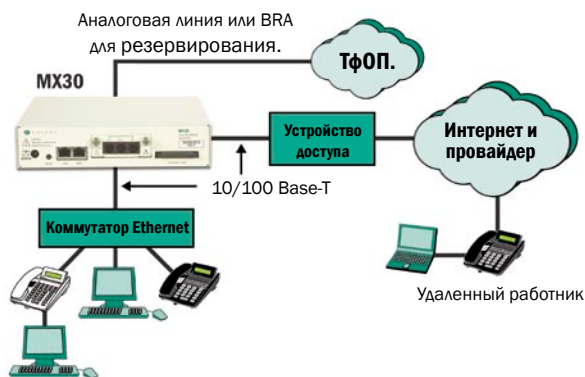 Аналоговая линия или BRA
для резервирования.
MX30
ТфОП.
Устройство
доступа
Интернет и
провайдер
10/100 Base-T
Коммутатор Ethernet
Удаленный работник